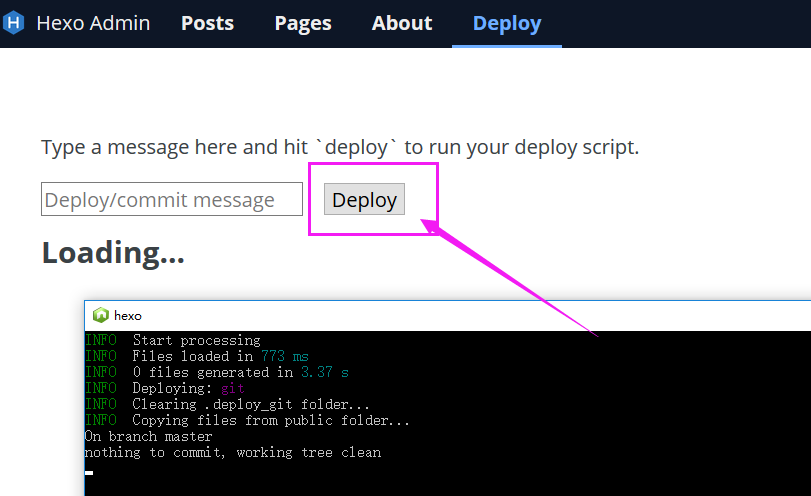 H Hexo Admin Posts Pages About Deploy
Type a message here and hit `deploy` to run your deploy script.
Deploy/commit message Deploy
Loading...
hexo
INFO Start processing
INFO Files loaded in 773 ms
INFO 0 files generated in 3.37 s
INFO Deploying: git
INFO Clearing .deploy_git folder...
INFO Copying files from public folder...
On branch master
nothing to commit, working tree clean